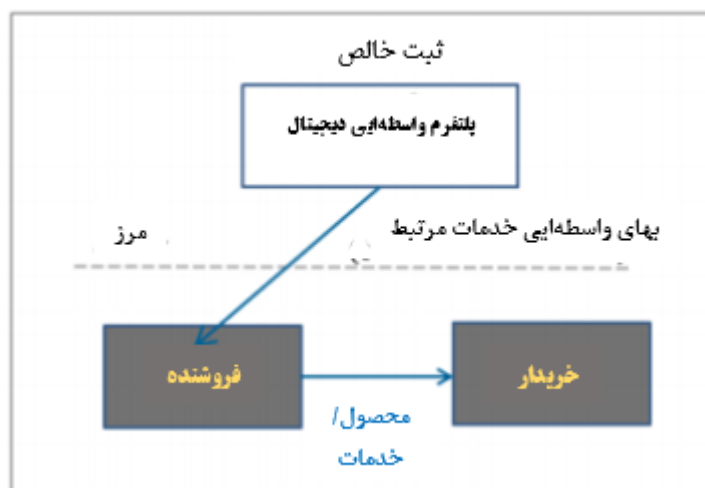 ثبت خالص
پلتفرم واسطه‌ایی دیجیتال
بهای واسطه‌ایی خدمات مرتبط
مرز
فروشنده
خریدار
محصول/
خدمات